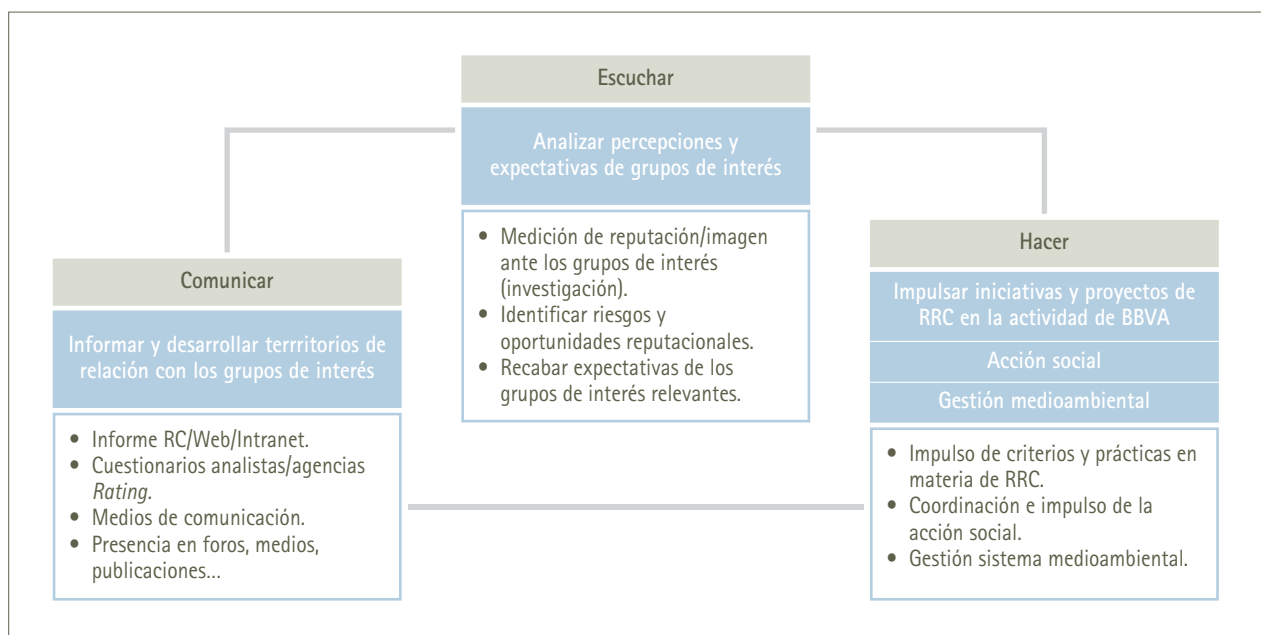 Escuchar
Analizar percepciones y
expectativas de grupos de interés
• Medición de reputación/imagen
ante los grupos de interés
(investigación).
• Identificar riesgos y
oportunidades reputacionales.
• Recabar expectativas de los
grupos de interés relevantes.
Comunicar
Informar y desarrollar terrritorios de
relación con los grupos de interés
• Informe RC/Web/Intranet.
• Cuestionarios analistas/agencias
Rating.
• Medios de comunicación.
• Presencia en foros, medios,
publicaciones...
Hacer
Impulsar iniciativas y proyectos de
RRC en la actividad de BBVA
Acción social
Gestión medioambiental
• Impulso de criterios y prácticas en
materia de RRC.
• Coordinación e impulso de la
acción social.
• Gestión sistema medioambiental.